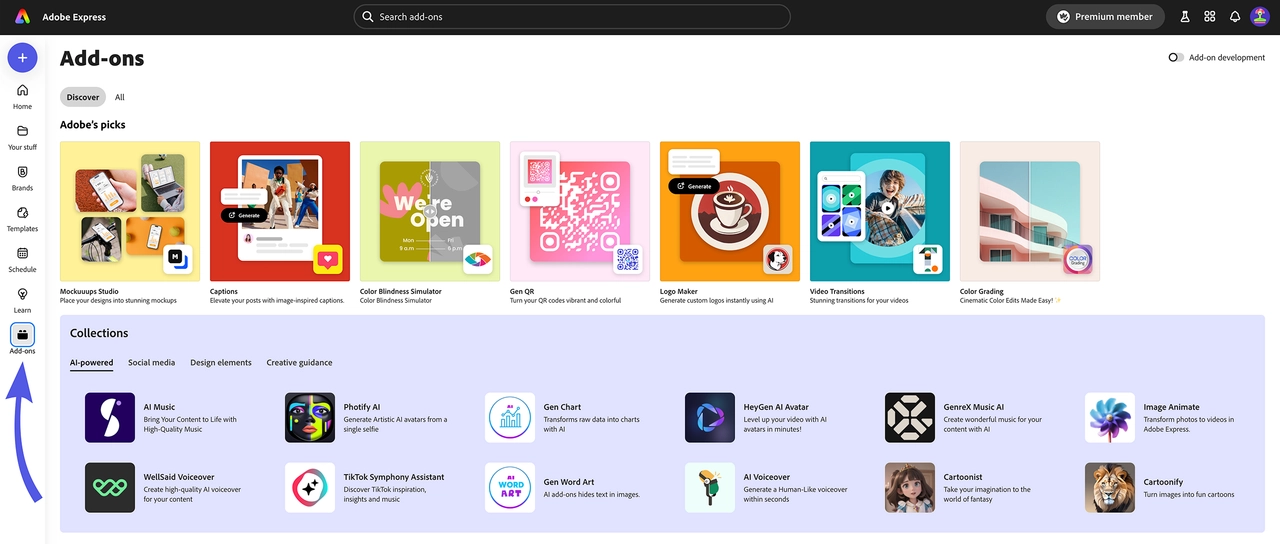 Adobe Express
Search add-ons
Premium member
Add-ons
Add-on development
Discover
All
Home
Your stuff
Brands
Templates
Schedule
Learn
Add-ons
Adobe's picks
Generate
We're
Open
Mon
Fri
9 a.m
6 p.m
Generate
M
COLOR
Grading
Mockuuups Studio
Place your designs into stunning mockups
Captions
Elevate your posts with image-inspired captions.
Color Blindness Simulator
Color Blindness Simulator
Gen QR
Turn your QR codes vibrant and colorful
Logo Maker
Generate custom logos instantly using AI
Video Transitions
Stunning transitions for your videos
Color Grading
Cinematic Color Edits Made Easy! ✨
Collections
AI-powered
Social media
Design elements
Creative guidance
AI Music
Bring Your Content to Life with
High-Quality Music
Photify AI
Generate Artistic AI avatars from a
single selfie
Gen Chart
Transforms raw data into charts
with AI
HeyGen AI Avatar
Level up your video with AI
avatars in minutes!
GenreX Music AI
Create wonderful music for your
content with AI
Image Animate
Transform photos to videos in
Adobe Express.
WellSaid Voiceover
Create high-quality AI voiceover
for your content
TikTok Symphony Assistant
Discover TikTok inspiration,
insights and music
AI
WORD
ART
Gen Word Art
AI add-ons hides text in images.
AI Voiceover
Generate a Human-Like voiceover
within seconds
Cartoonist
Take your imagination to the
world of fantasy
Cartoonify
Turn images into fun cartoons